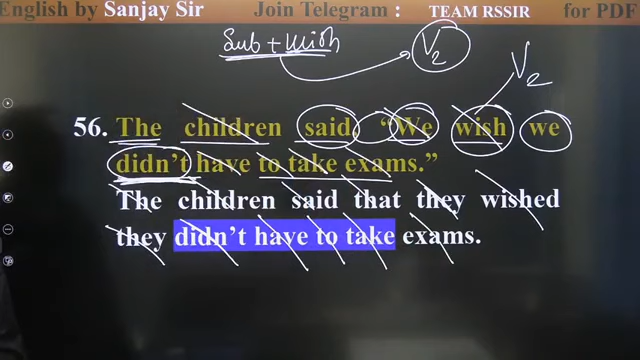 English by Sanjay Sir Join Telegram : TEAM RSSIR for PDF
Sub + wish V2
V2
56. The children said, “We wish we
didn't have to take exams.”
The children said that they wished
they didn't have to take exams.